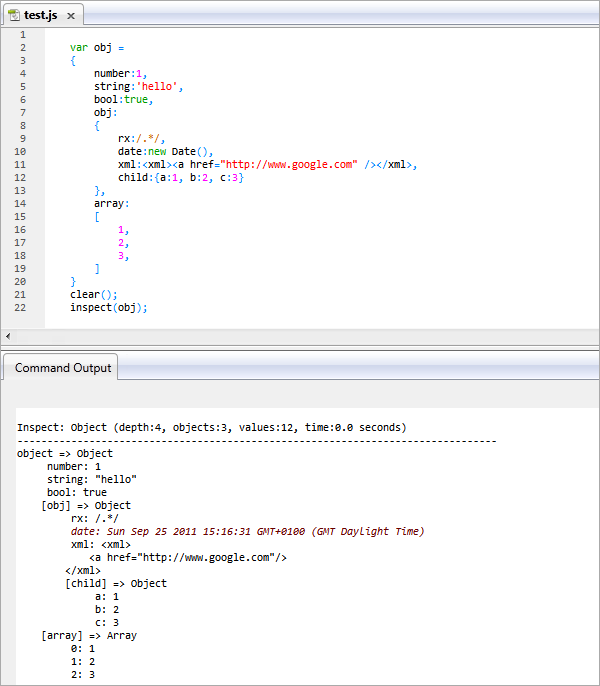 test.js x
1
2 var obj =
3 {
4 number:1,
5 string:'hello',
6 bool:true,
7 obj:
8 {
9 rx:/.*/,
10 date:new Date(),
11 xml:<xml><a href="http://www.google.com" /></xml>,
12 child:{a:1, b:2, c:3}
13 },
14 array:
15 [
16 1,
17 2,
18 3,
19 ]
20 }
21 clear();
22 inspect(obj);
Command Output
Inspect: Object (depth:4, objects:3, values:12, time:0.0 seconds)
--------------------------------------------------------------------------------
object => Object
number: 1
string: "hello"
bool: true
[obj] => Object
rx: /.*/
date: Sun Sep 25 2011 15:16:31 GMT+0100 (GMT Daylight Time)
xml: <xml>
<a href="http://www.google.com"/>
</xml>
[child] => Object
a: 1
b: 2
c: 3
[array] => Array
0: 1
1: 2
2: 3